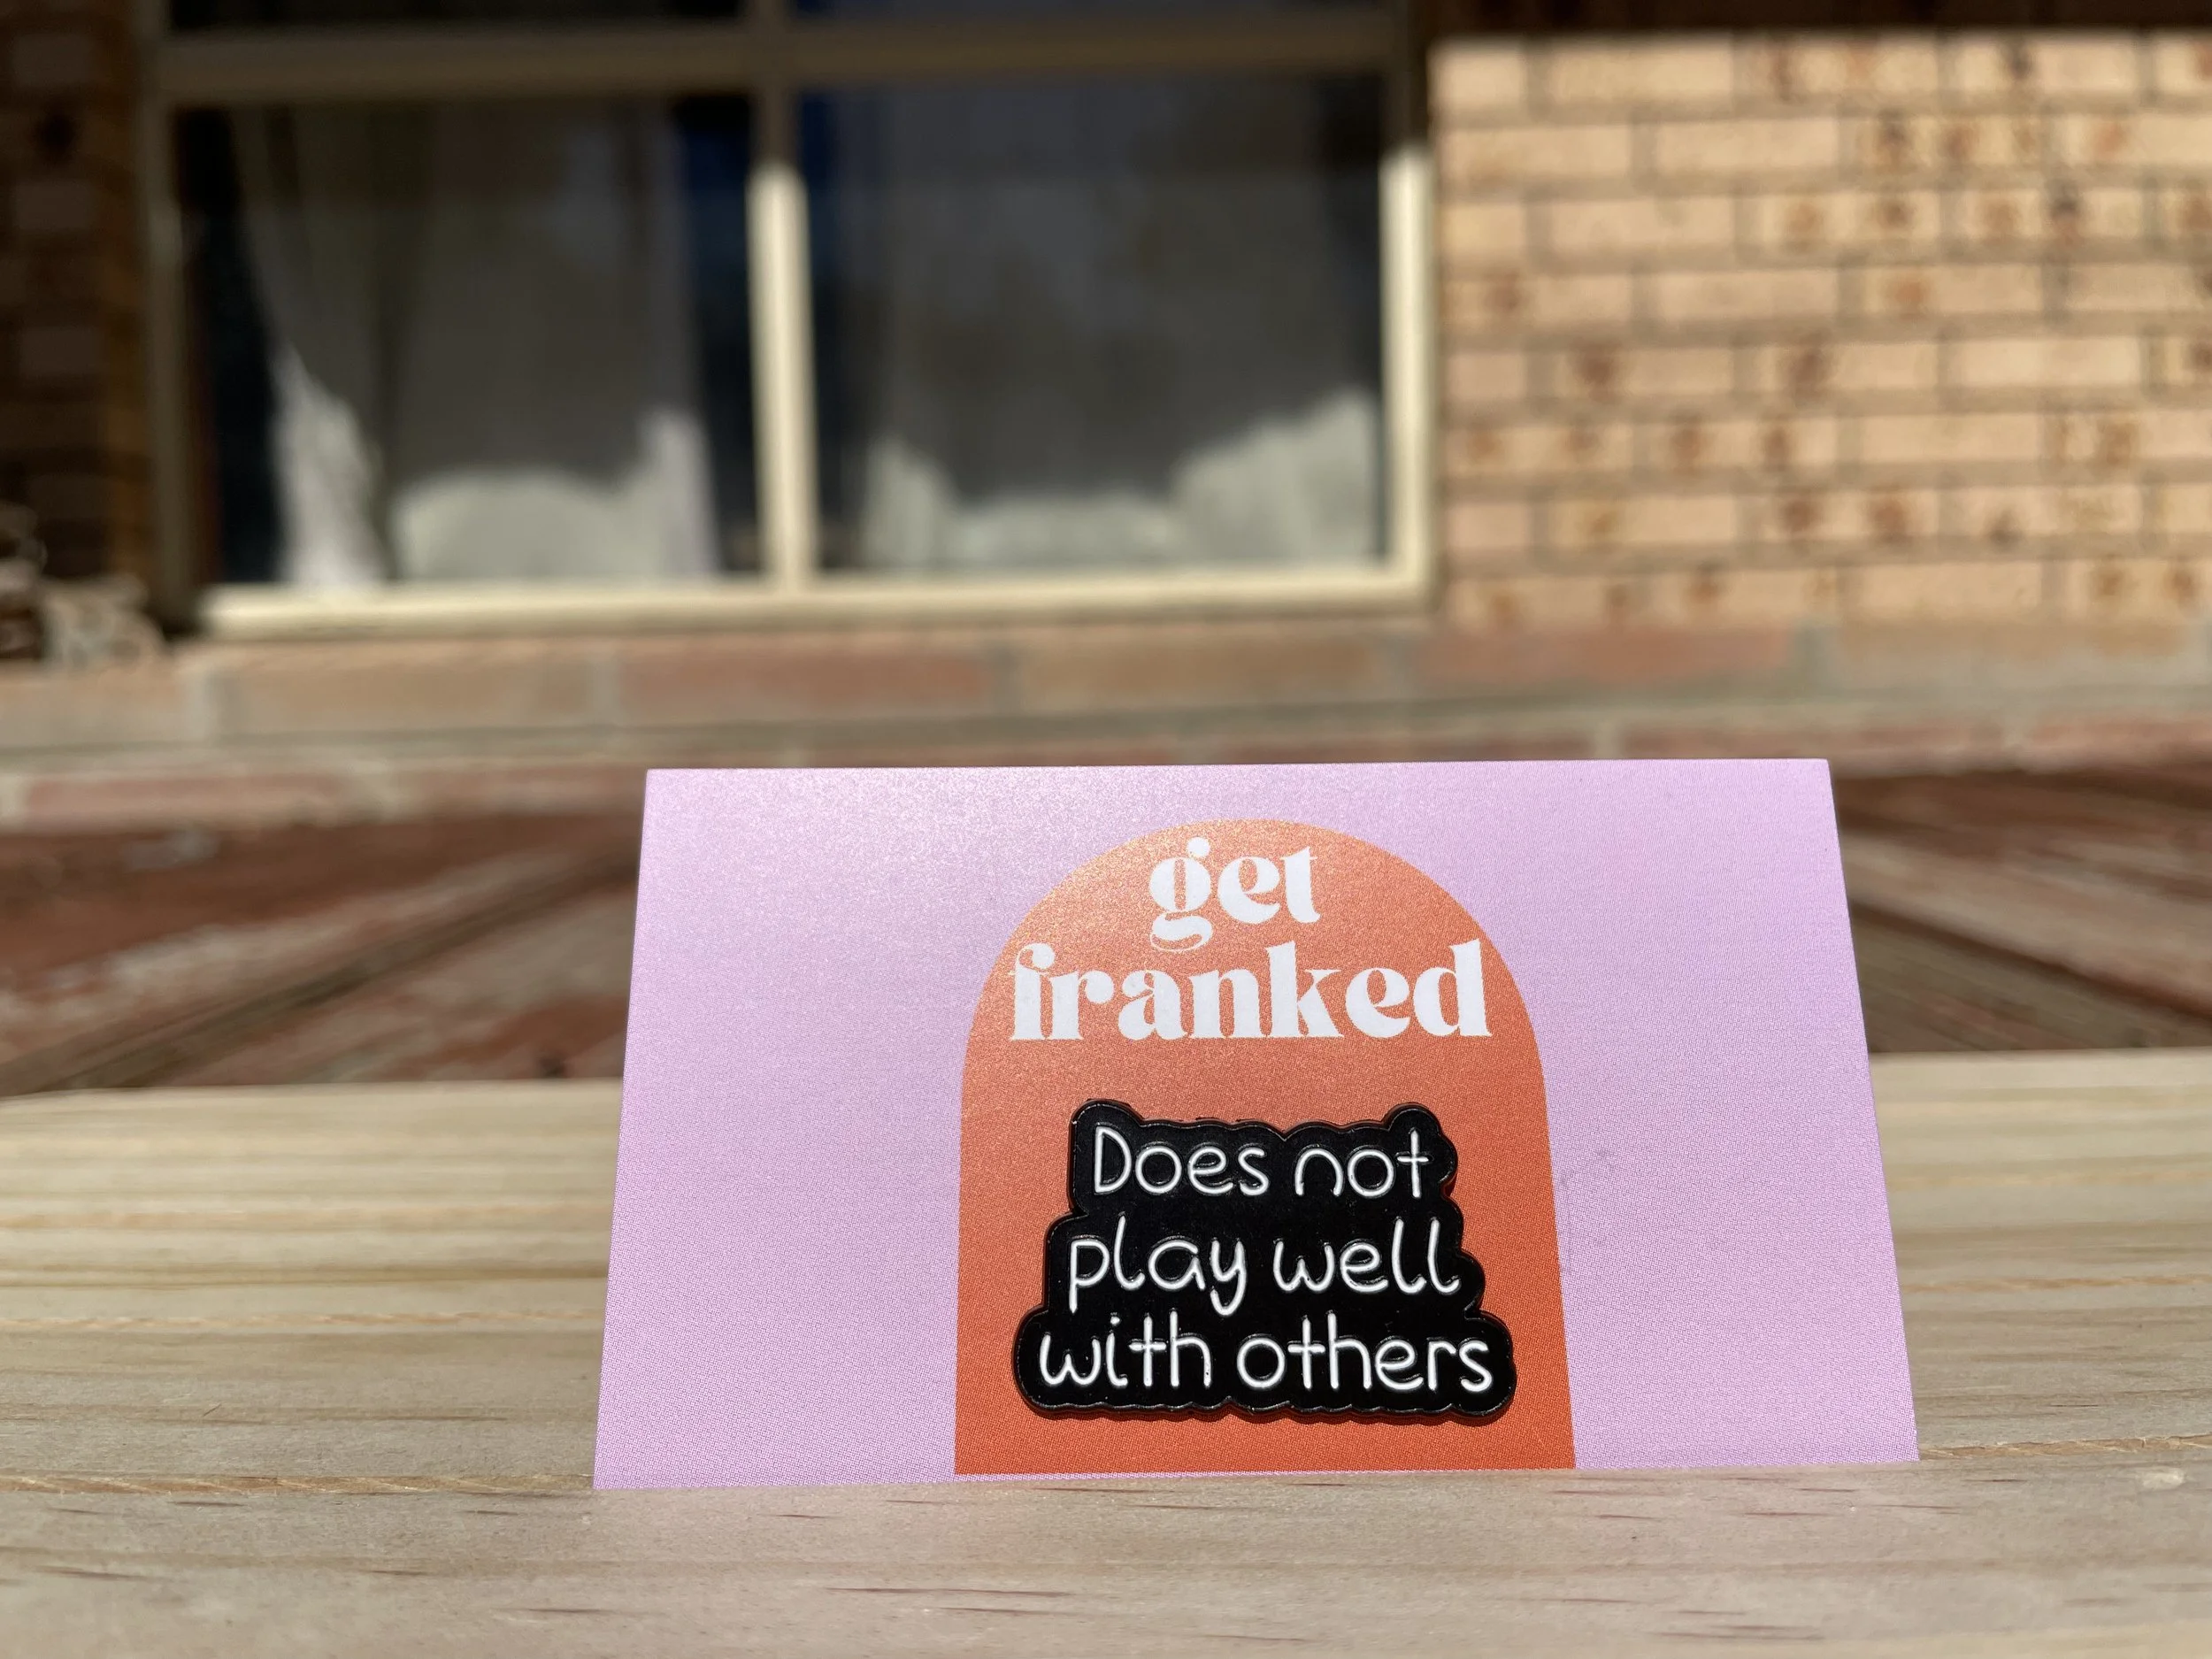 get
franked
Does not
play well
with others